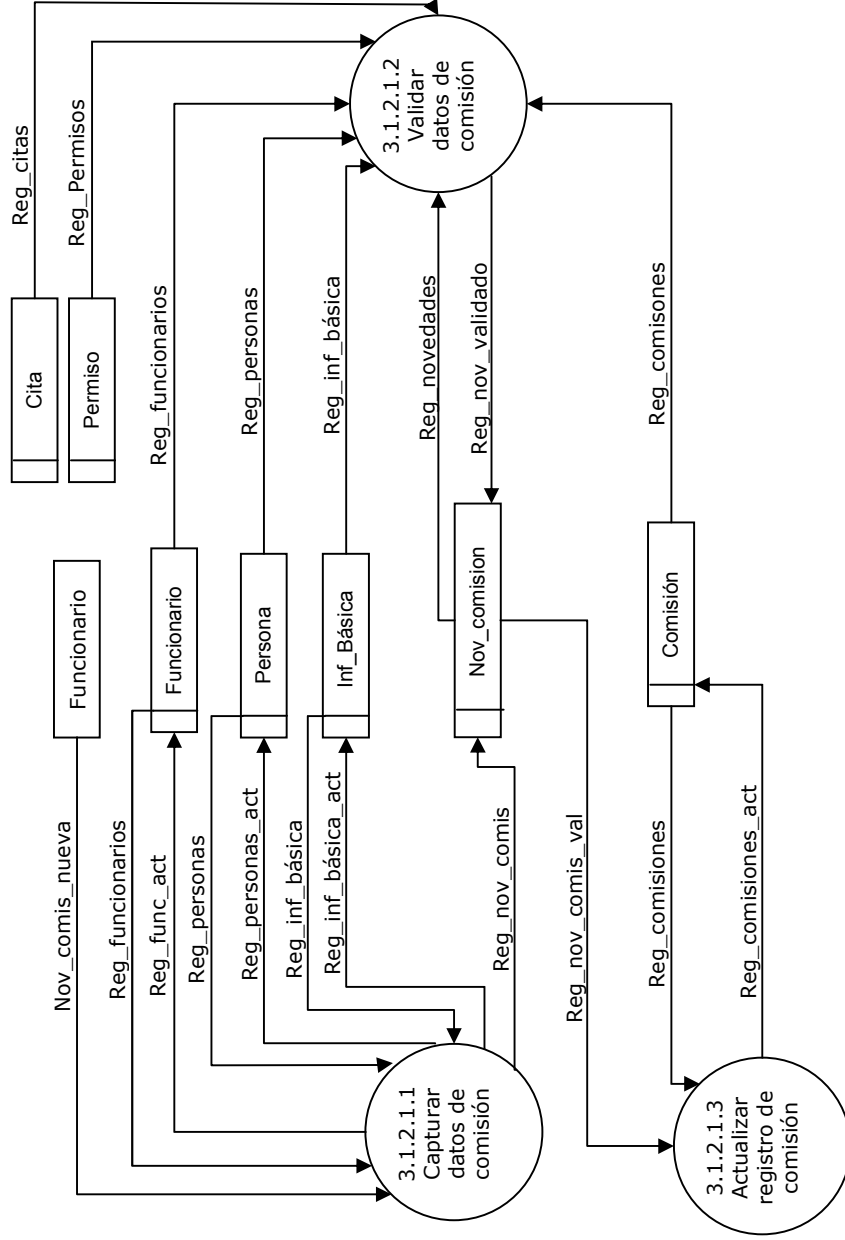 Nov_comis_nueva
Funcionario
Reg_funcionarios
Reg_func_act
Funcionario
Reg_funcionarios
Cita
Reg_citas
Permiso
Reg_Permisos
Reg_personas
Reg_personas_act
Persona
Reg_personas
Reg_inf_básica
Reg_inf_básica_act
Inf_Básica
Reg_inf_básica
3.1.2.1.1
Capturar
datos de
comisión
3.1.2.1.2
Validar
datos de
comisión
Reg_nov_comis
Nov_comision
Reg_novedades
Reg_nov_validado
Reg_nov_comis_val
Reg_comisiones
Comisión
Reg_comisones
Reg_comisiones_act
3.1.2.1.3
Actualizar
registro de
comisión